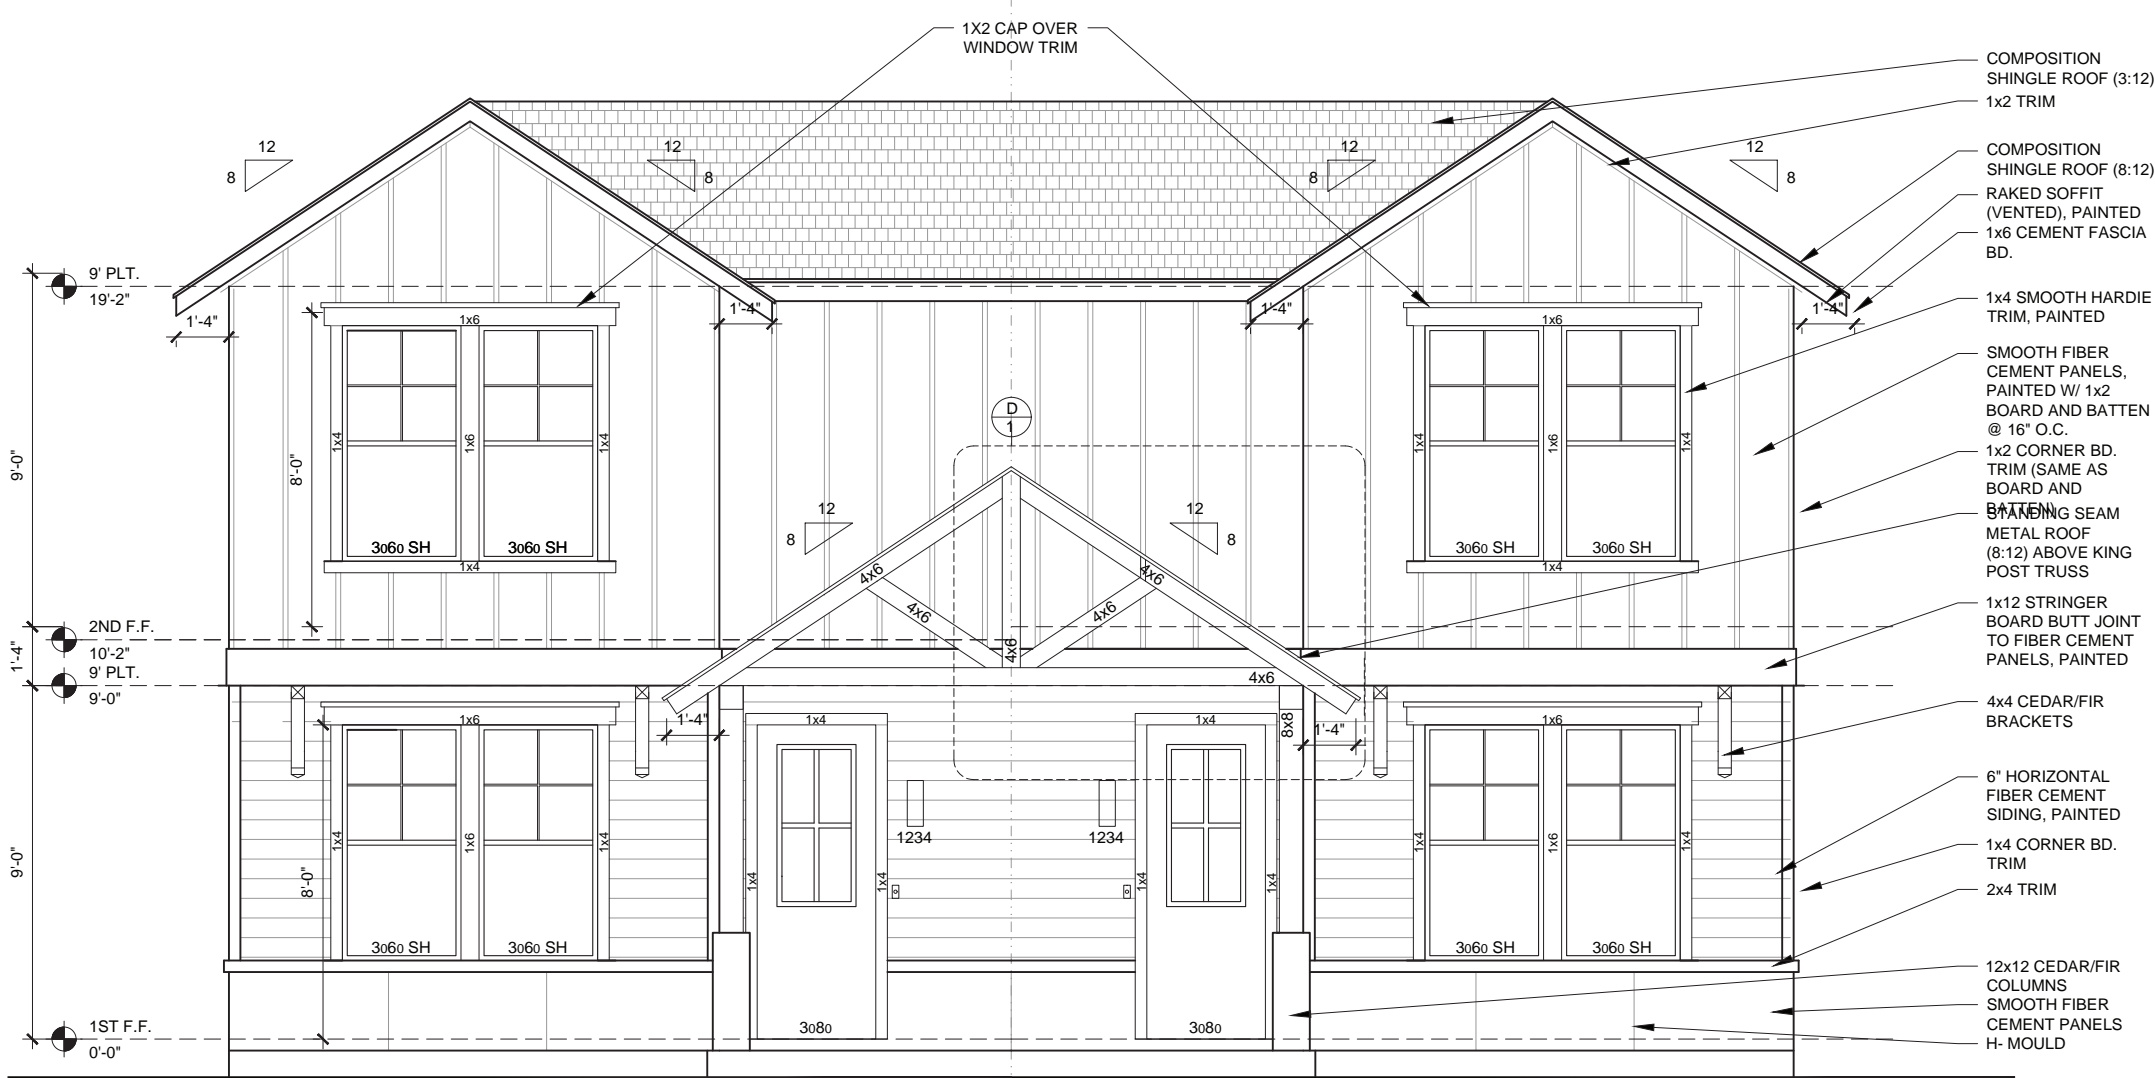 1X2 CAP OVER
WINDOW TRIM
COMPOSITION
SHINGLE ROOF (3:12)
1x2 TRIM
COMPOSITION
SHINGLE ROOF (8:12)
RAKED SOFFIT
(VENTED), PAINTED
1x6 CEMENT FASCIA
BD.
1x4 SMOOTH HARDIE
TRIM, PAINTED
SMOOTH FIBER
CEMENT PANELS,
PAINTED W/ 1x2
BOARD AND BATTEN
@ 16" O.C.
1x2 CORNER BD.
TRIM (SAME AS
BOARD AND
BATTEN)
STANDING SEAM
METAL ROOF
(8:12) ABOVE KING
POST TRUSS
1x12 STRINGER
BOARD BUTT JOINT
TO FIBER CEMENT
PANELS, PAINTED
4x4 CEDAR/FIR
BRACKETS
6" HORIZONTAL
FIBER CEMENT
SIDING, PAINTED
1x4 CORNER BD.
TRIM
2x4 TRIM
12x12 CEDAR/FIR
COLUMNS
SMOOTH FIBER
CEMENT PANELS
H- MOULD
12
8
12
8
12
8
12
8
9' PLT.
19'-2"
1'-4"
1'-4"
1'-4"
1'-4"
1x6
1x6
9'-0"
8'-0"
1x4
1x6
1x4
1x4
1x6
1x4
D
1
12
8
12
8
3060 SH
3060 SH
3060 SH
3060 SH
1x4
1x4
4x6
4x6
4x6
4x6
4x6
4x6
2ND F.F.
10'-2"
1'-4"
9' PLT.
9'-0"
1x6
1'-4"
1x4
1x4
8x8
1'-4"
1x6
9'-0"
8'-0"
1x4
1x6
1x4
1x4
1x4
1234
1234
1x4
1x4
1x4
1x6
1x4
3060 SH
3060 SH
3060 SH
3060 SH
3080
3080
1ST F.F.
0'-0"